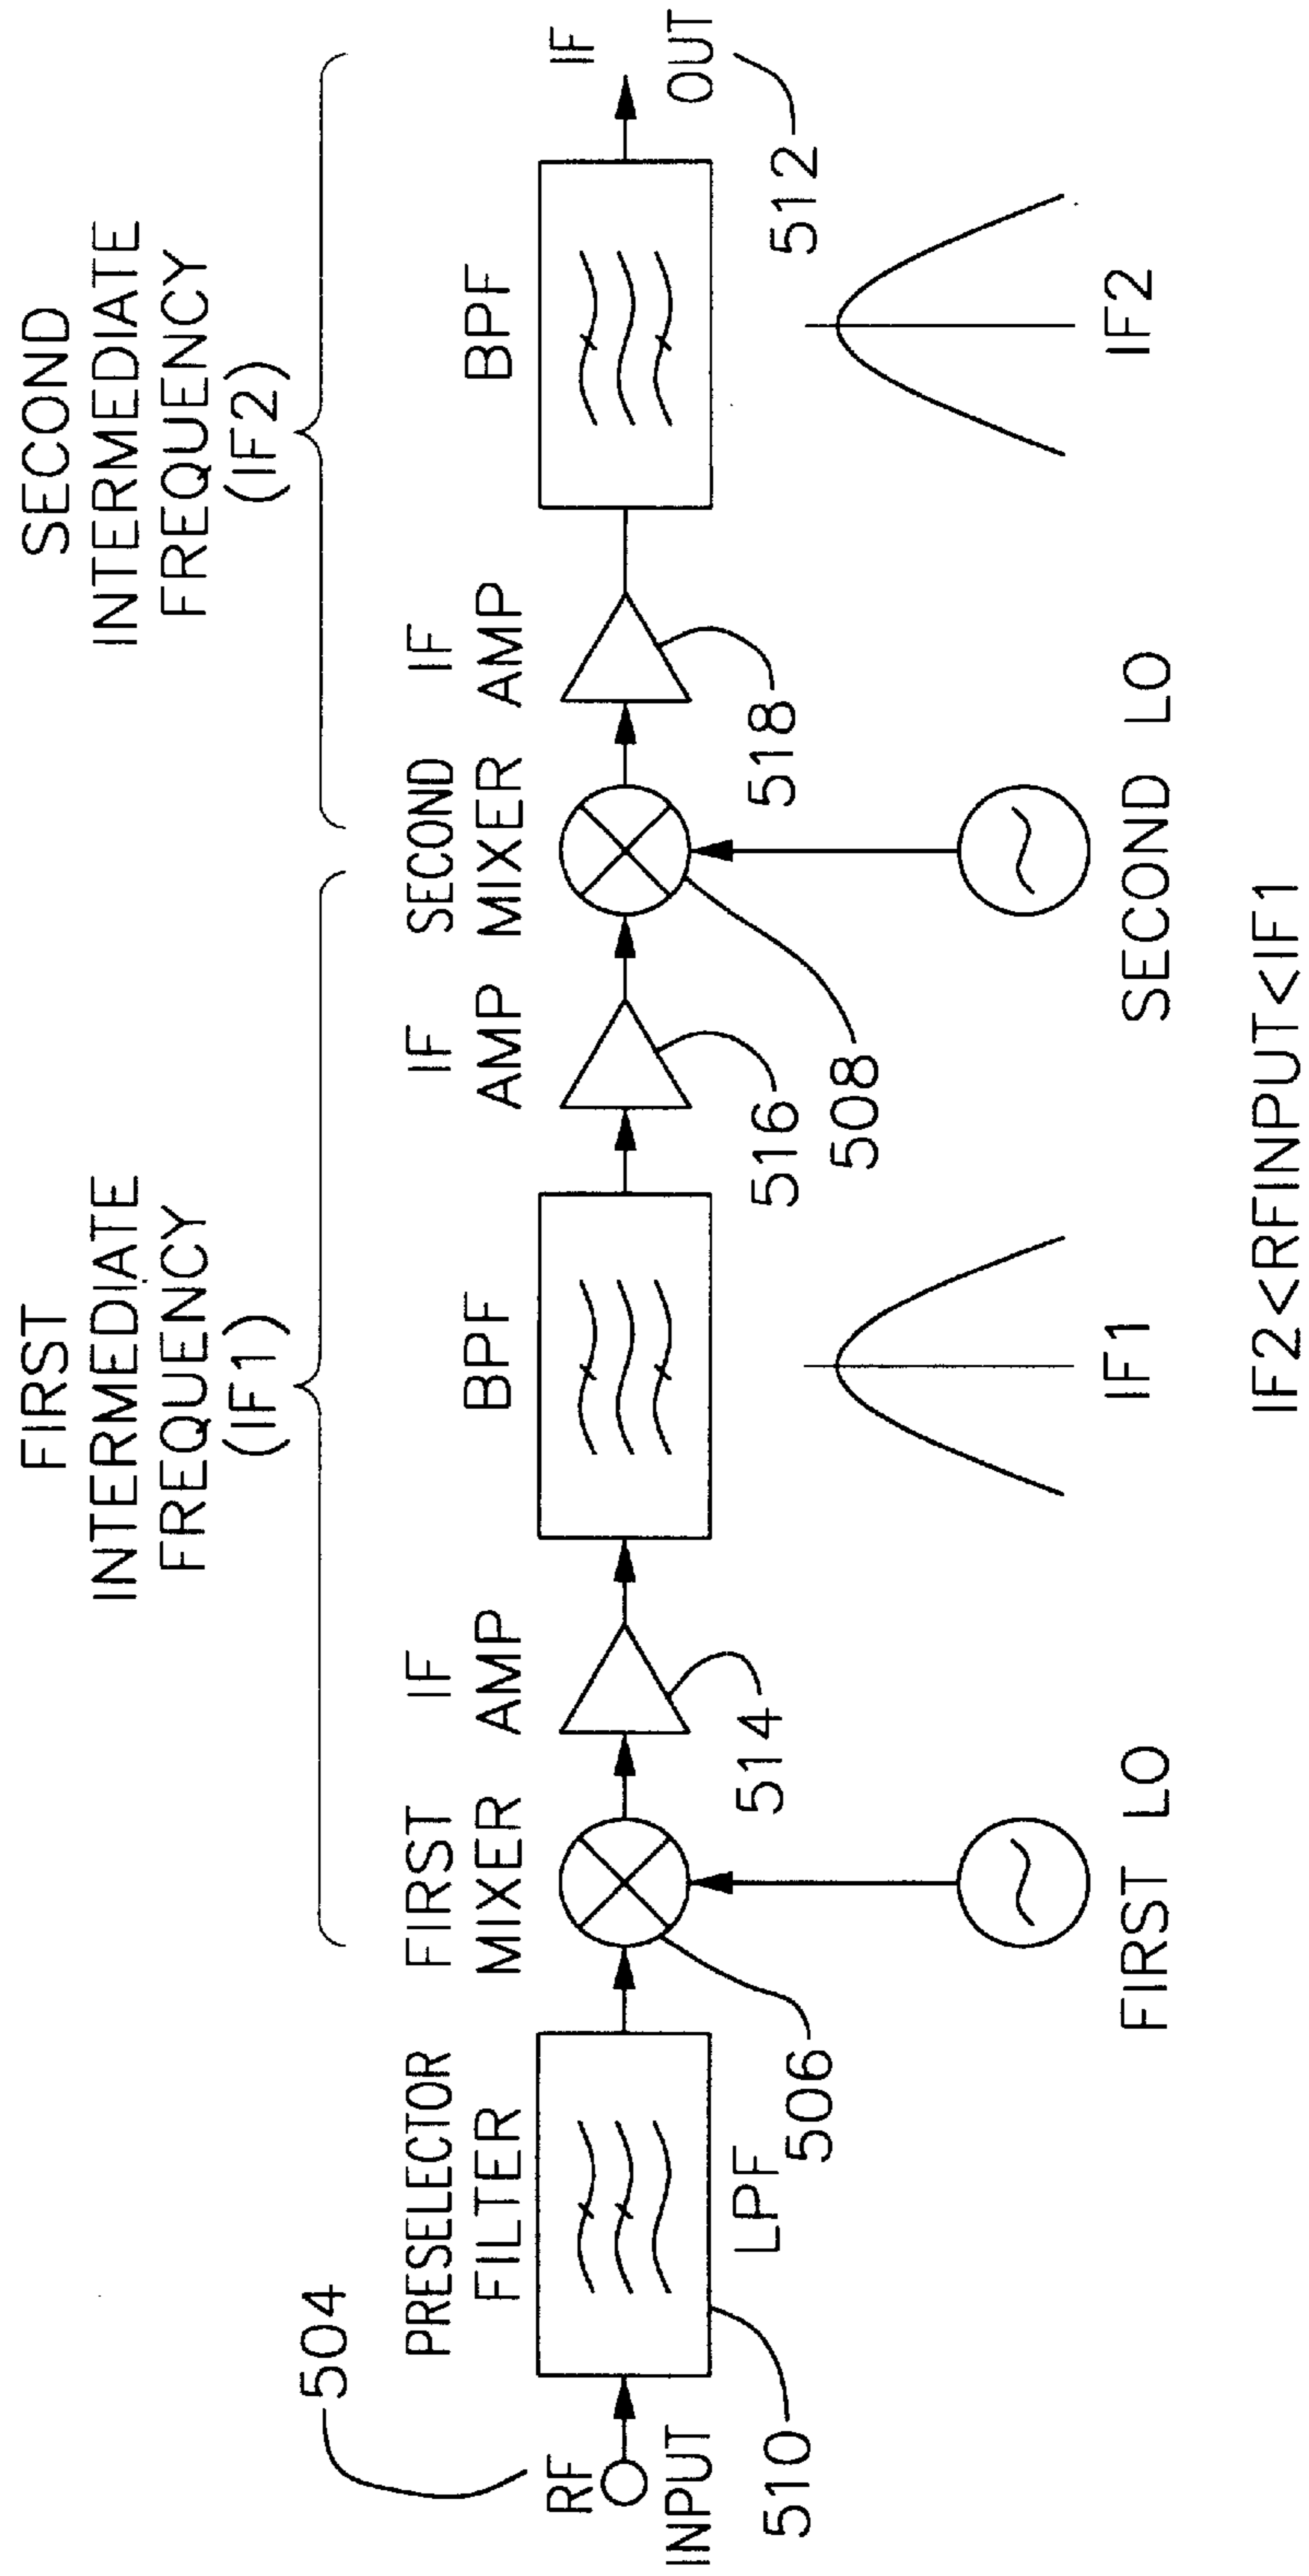 FIRST
INTERMEDIATE
FREQUENCY
(IF1)
SECOND
INTERMEDIATE
FREQUENCY
(IF2)
504
RF
INPUT
PRESELECTOR
FILTER
LPF
510
FIRST
MIXER
506
FIRST LO
IF
AMP
514
BPF
IF1
IF
AMP
516
SECOND
MIXER
508
SECOND LO
IF
AMP
518
BPF
IF2
IF
OUT
512
IF2<RFINPUT<IF1